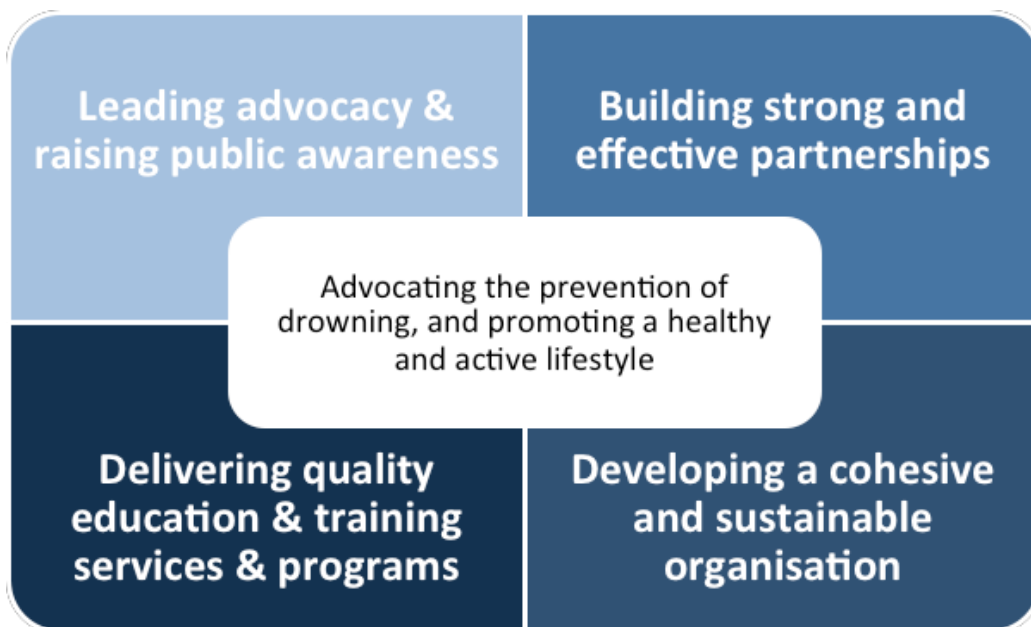 Leading advocacy &
raising public awareness
Building strong and
effective partnerships
Advocating the prevention of
drowning, and promoting a healthy
and active lifestyle
Delivering quality
education & training
services & programs
Developing a cohesive
and sustainable
organisation